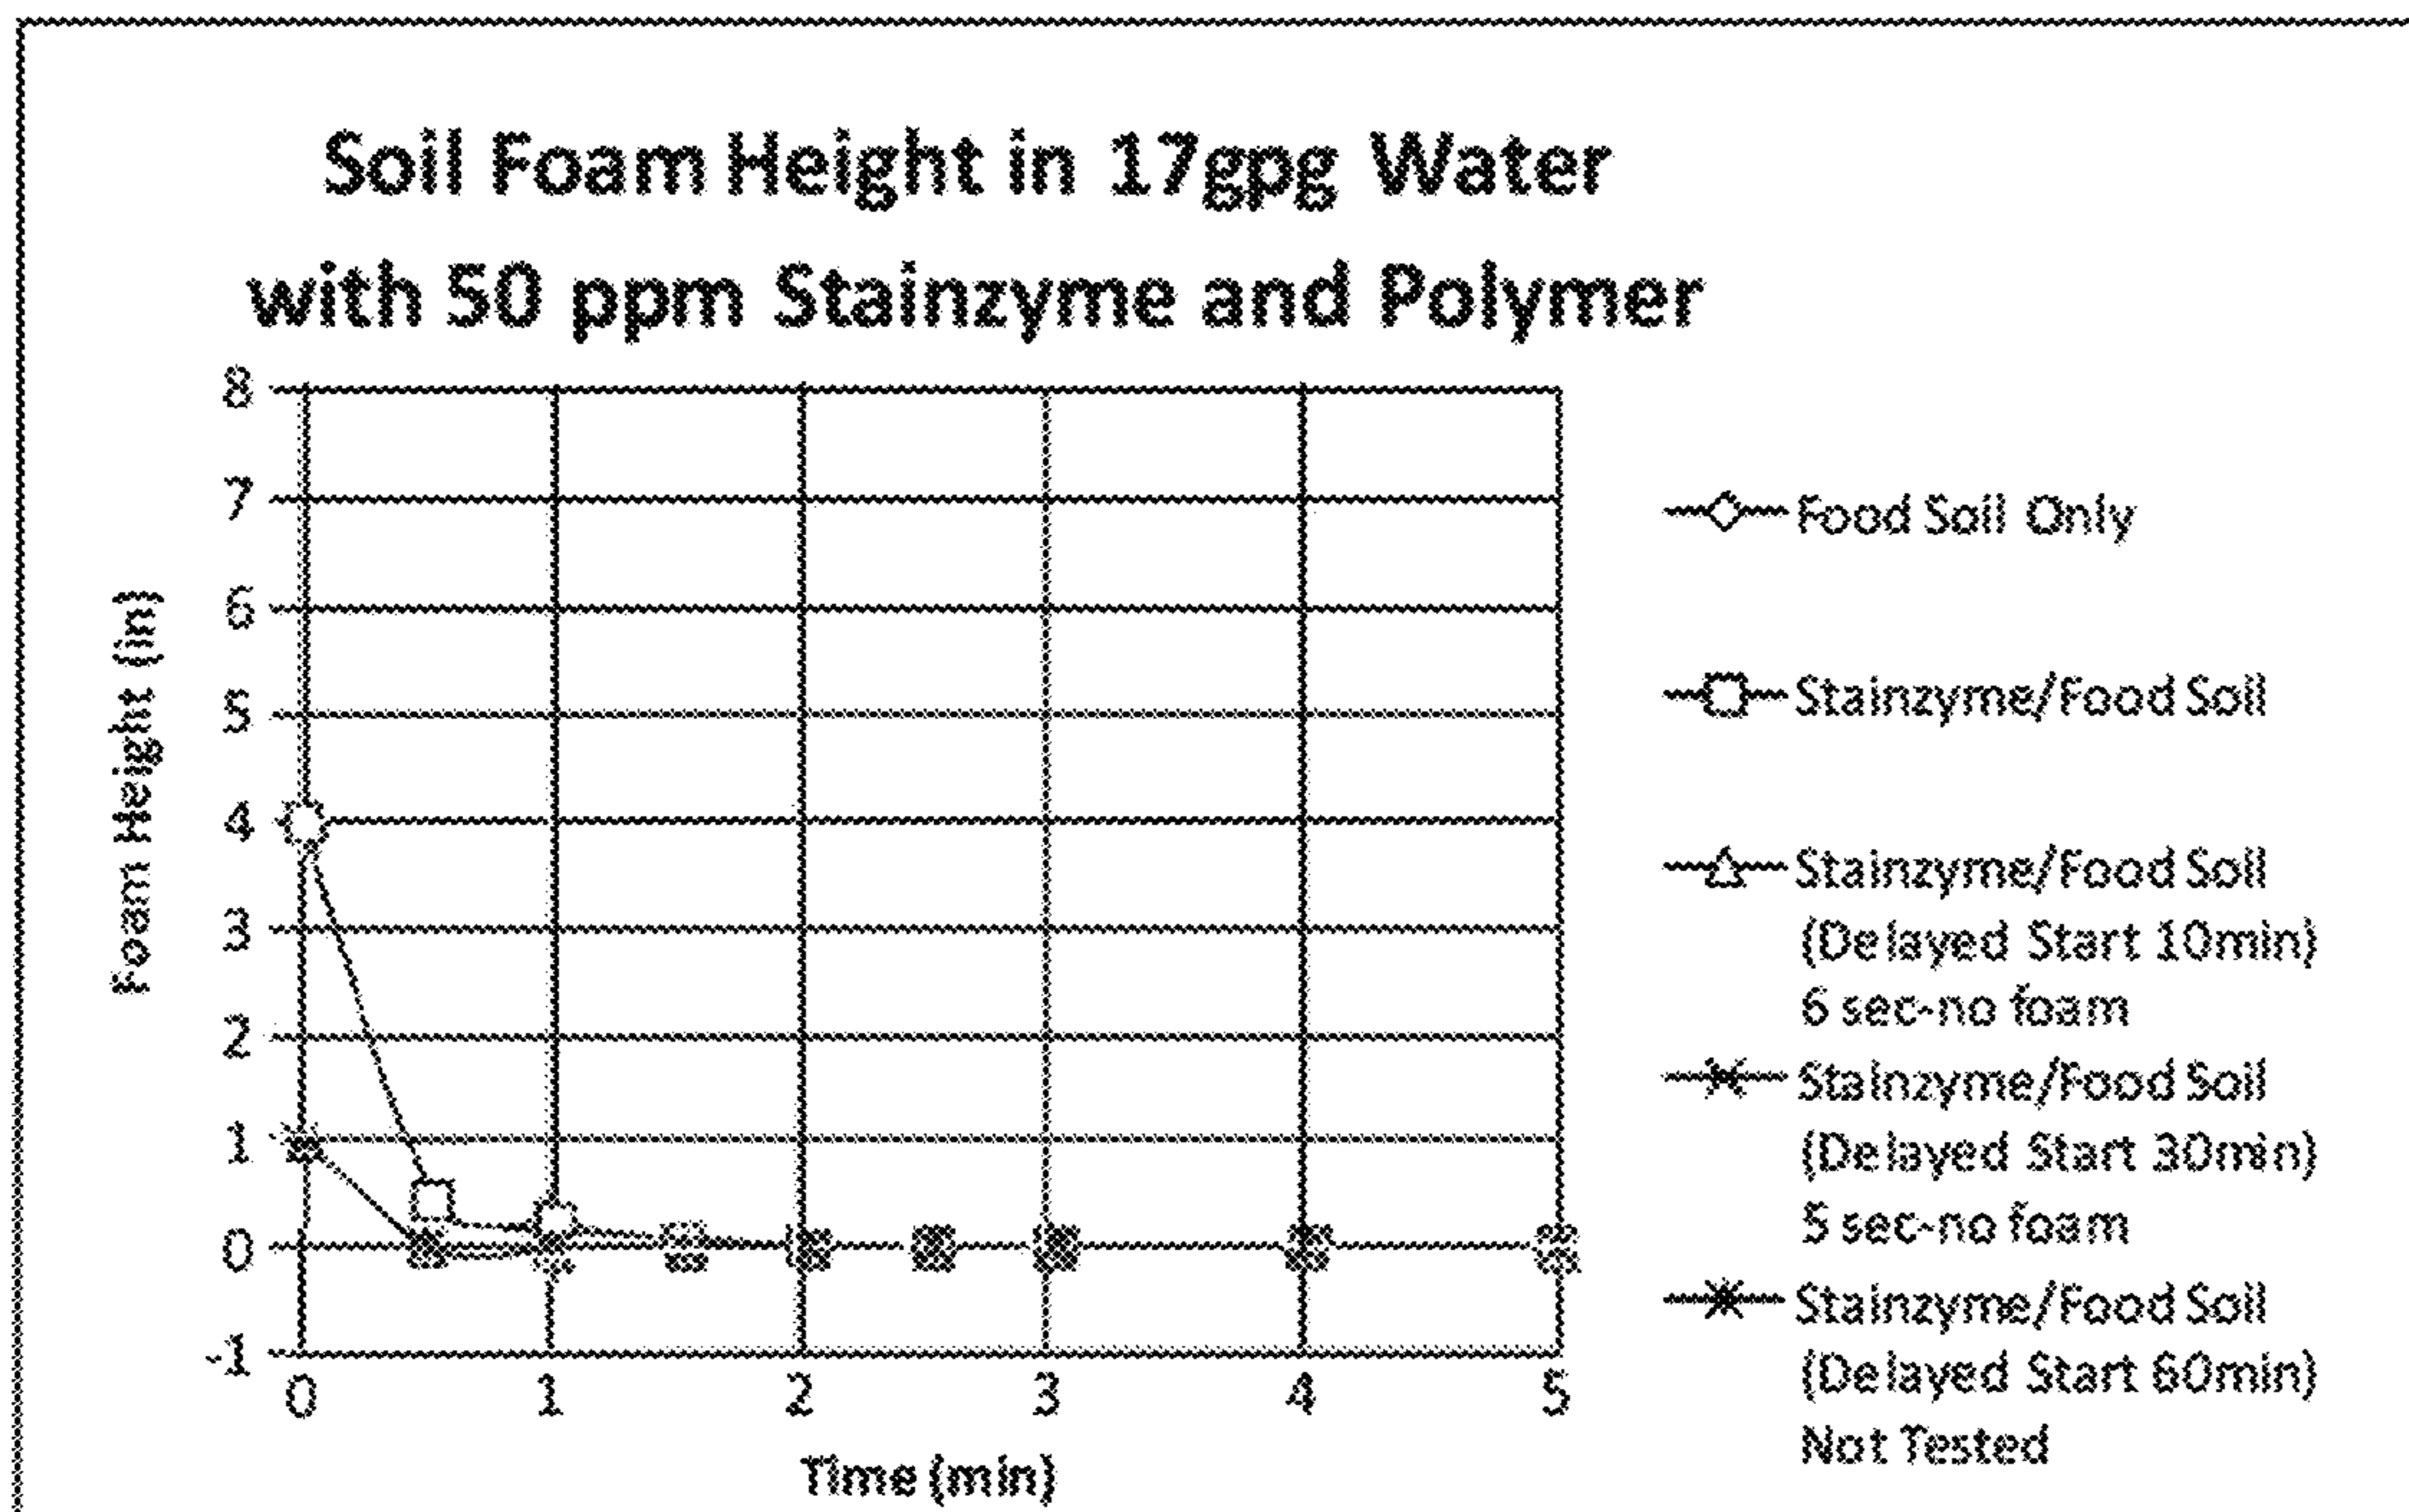 Soil Foam Height in 17gpg Water
with 50 ppm Stainzyme and Polymer
Foam Height (in)
8
7
6
5
4
3
2
1
0
-1
0 1 2 3 4 5
Time (min)
Food Soil Only
Stainzyme/Food Soil
Stainzyme/Food Soil
(Delayed Start 10min)
6 sec-no foam
Stainzyme/Food Soil
(Delayed Start 30min)
5 sec-no foam
Stainzyme/Food Soil
(Delayed Start 60min)
Not Tested